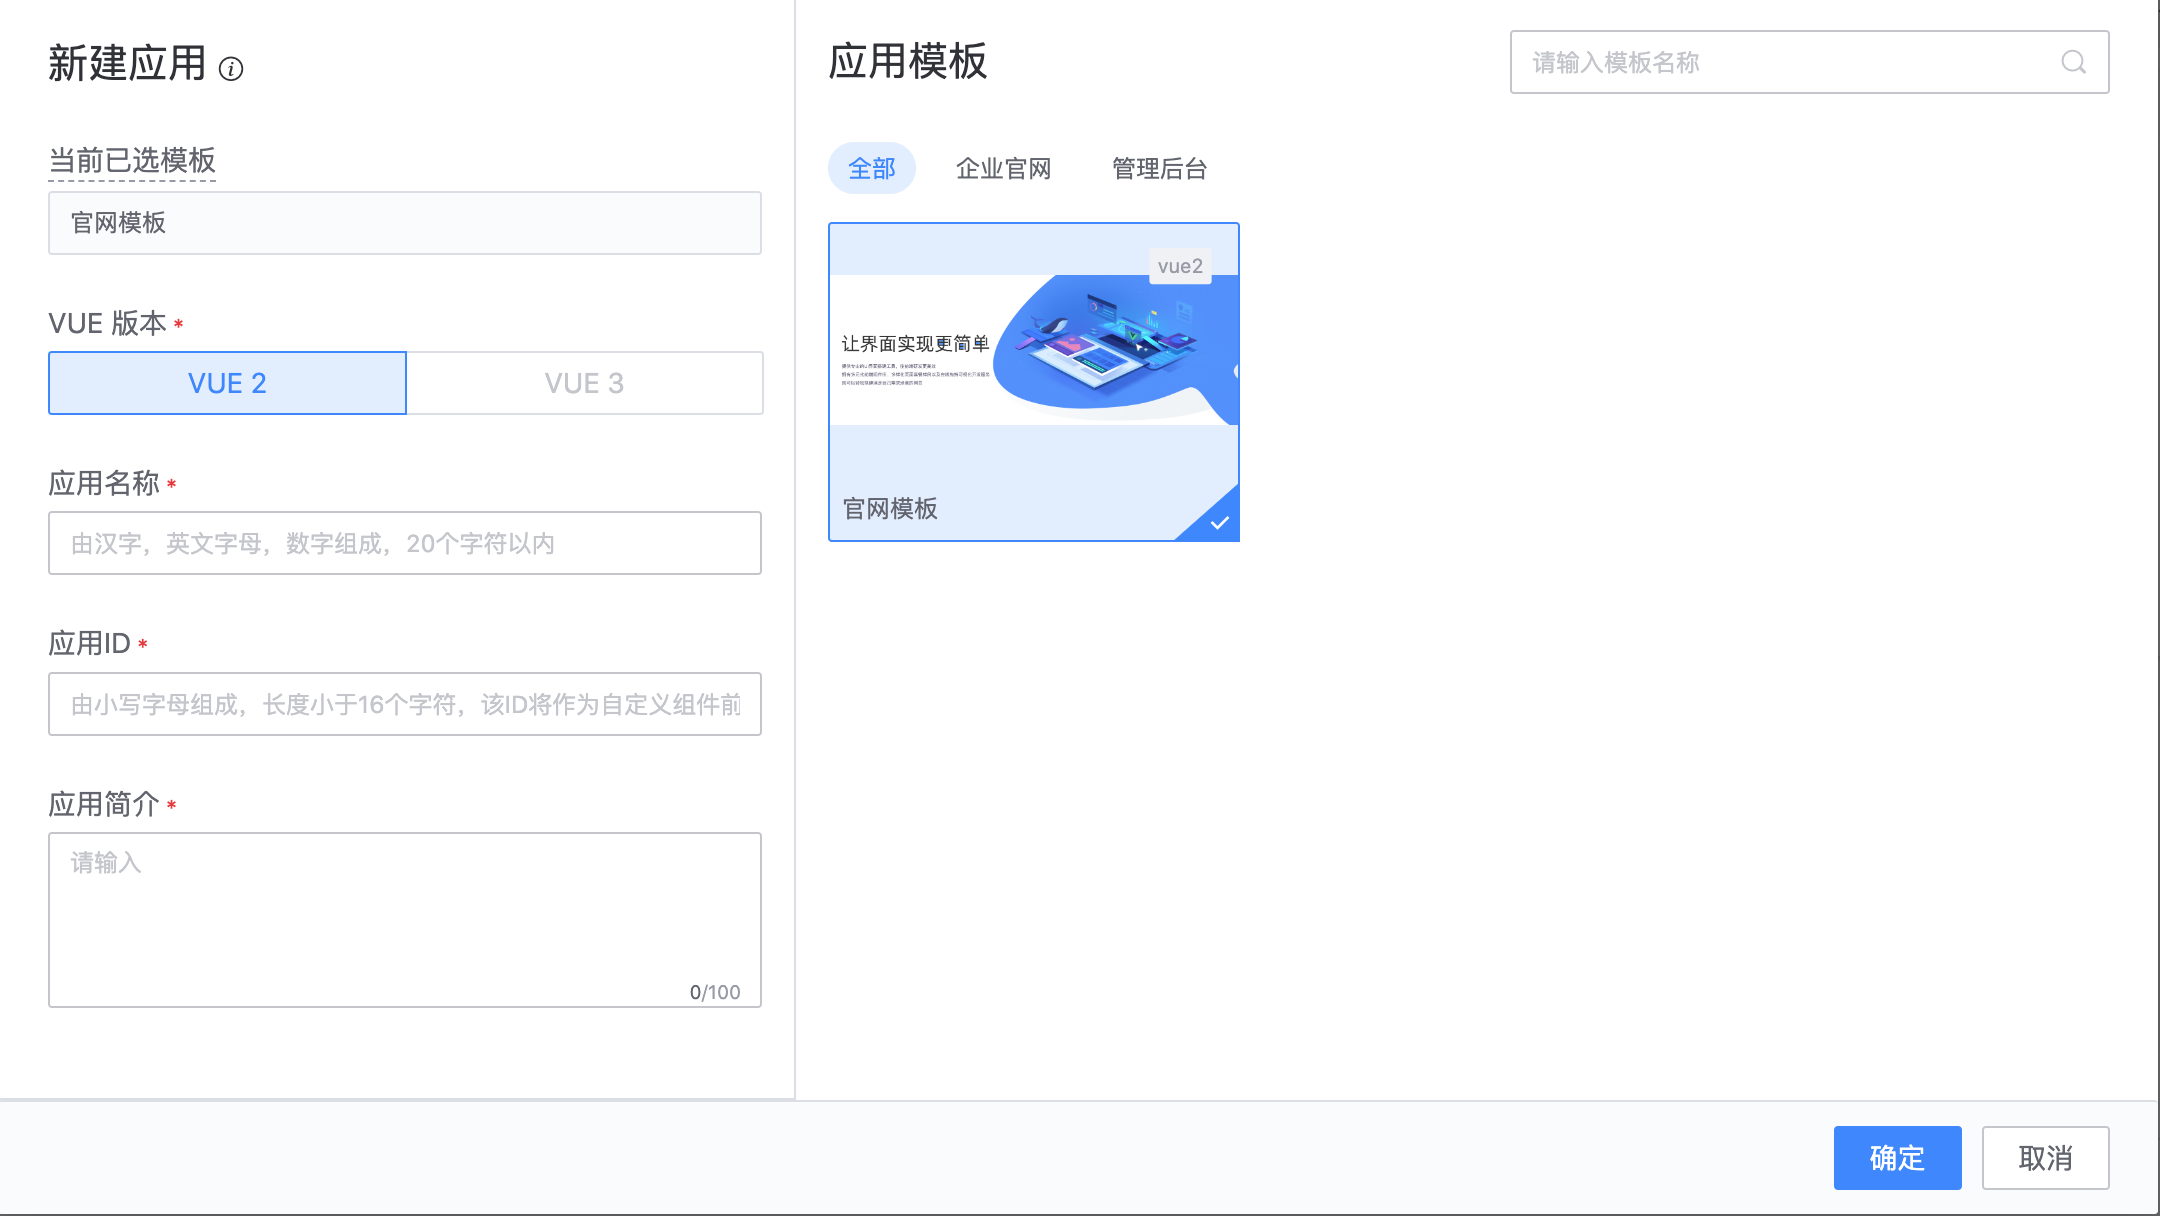 新建应用
当前已选模板
官网模板
VUE 版本 *
VUE 2
VUE 3
应用名称 *
由汉字，英文字母，数字组成，20个字符以内
应用ID *
由小写字母组成，长度小于16个字符，该ID将作为自定义组件前
应用简介 *
请输入
0/100
应用模板
请输入模板名称
全部
企业官网
管理后台
vue2
让界面实现更简单
官网模板
确定
取消